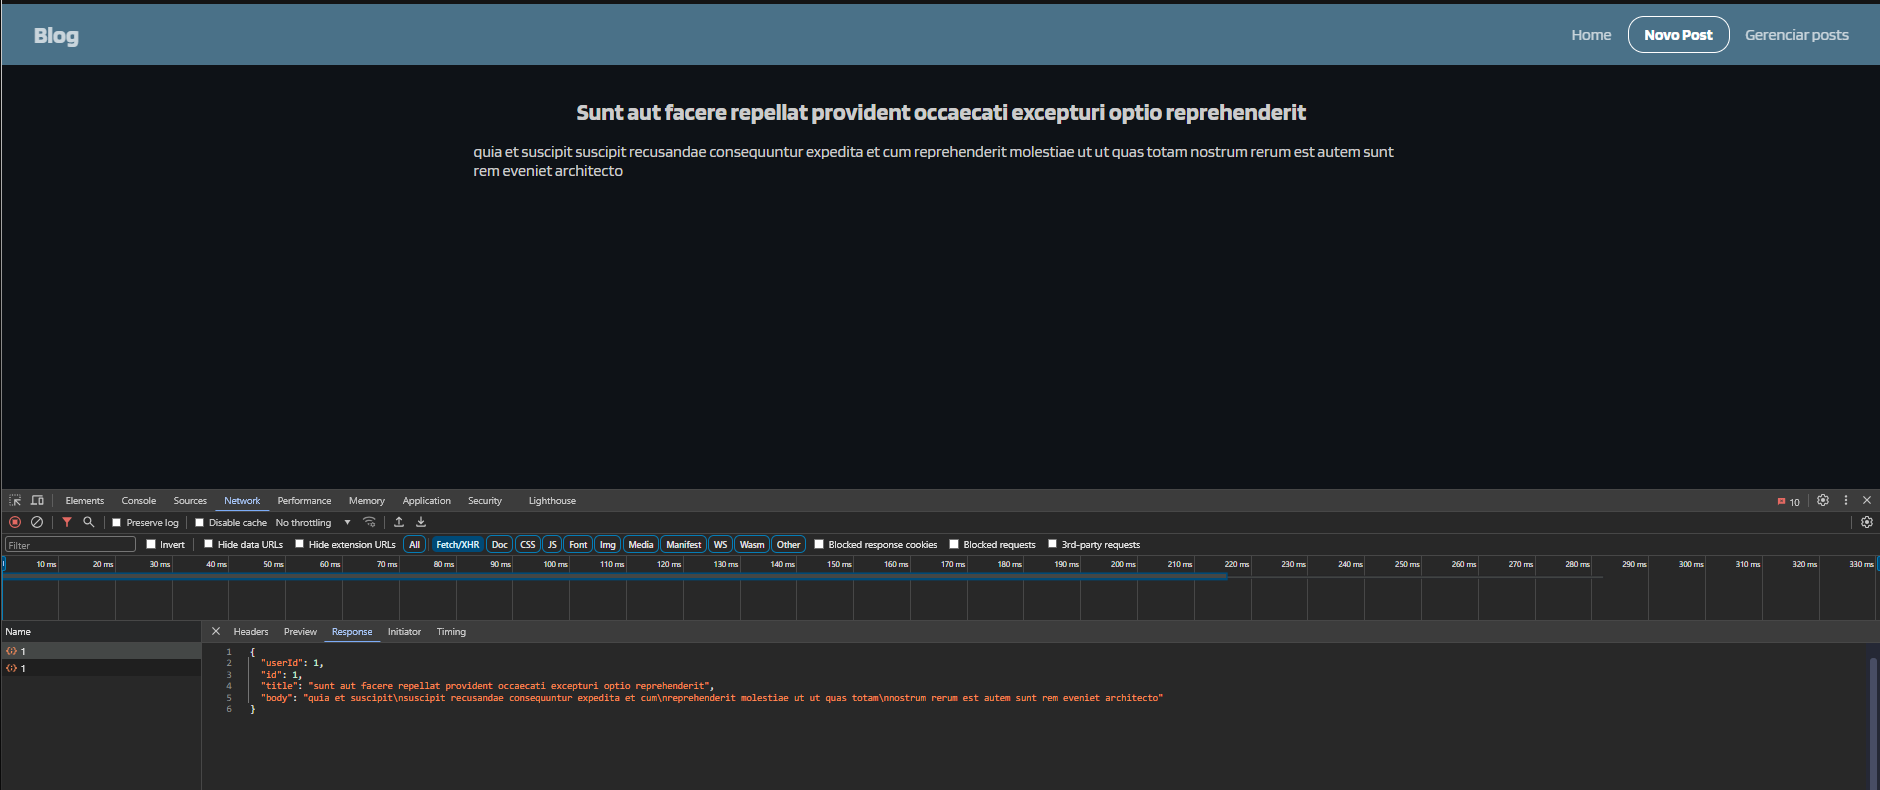 Blog
Home Novo Post Gerenciar posts
Sunt aut facere repellat provident occaecati excepturi optio reprehenderit
quia et suscipit suscipit recusandae consequuntur expedita et cum reprehenderit molestiae ut ut quas totam nostrum rerum est autem sunt
rem eveniet architecto
Elements Console Sources Network Performance Memory Application Security Lighthouse 10
Preserve log Disable cache No throttling
Filter Invert Hide data URLs Hide extension URLs All Fetch/XHR Doc CSS JS Font Img Media Manifest WS Wasm Other Blocked response cookies Blocked requests 3rd-party requests
10 ms 20 ms 30 ms 40 ms 50 ms 60 ms 70 ms 80 ms 90 ms 100 ms 110 ms 120 ms 130 ms 140 ms 150 ms 160 ms 170 ms 180 ms 190 ms 200 ms 210 ms 220 ms 230 ms 240 ms 250 ms 260 ms 270 ms 280 ms 290 ms 300 ms 310 ms 320 ms 330 ms
Name
1
1
Headers Preview Response Initiator Timing
1 {
2 "userId": 1,
3 "id": 1,
4 "title": "sunt aut facere repellat provident occaecati excepturi optio reprehenderit",
5 "body": "quia et suscipit\nsuscipit recusandae consequuntur expedita et cum\nreprehenderit molestiae ut ut quas totam\nnostrum rerum est autem sunt rem eveniet architecto"
6 }